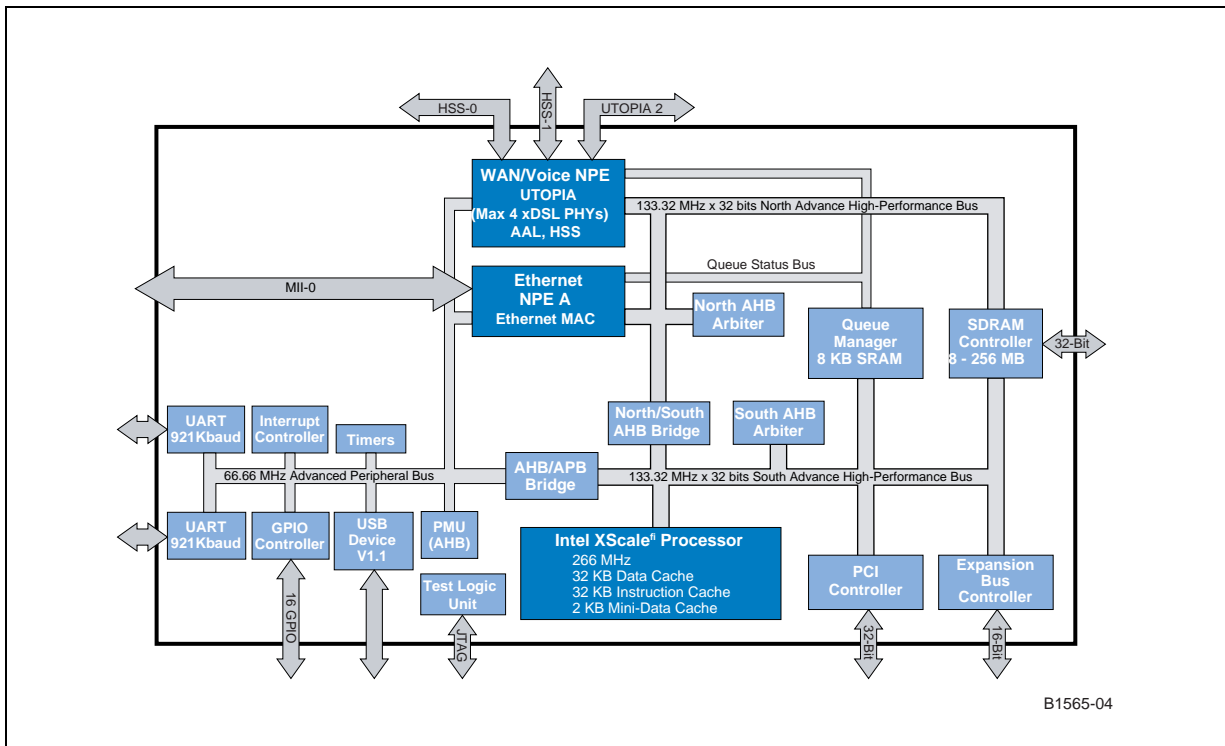 HSS-0
HSS-1
UTOPIA 2
WAN/Voice NPE
UTOPIA
(Max 4 xDSL PHYs)
AAL, HSS
133.32 MHz x 32 bits North Advance High-Performance Bus
Queue Status Bus
MII-0
Ethernet
NPE A
Ethernet MAC
North AHB
Arbiter
Queue
Manager
8 KB SRAM
SDRAM
Controller
8 - 256 MB
32-Bit
UART
921Kbaud
Interrupt
Controller
Timers
North/South
AHB Bridge
South AHB
Arbiter
66.66 MHz Advanced Peripheral Bus
AHB/APB
Bridge
133.32 MHz x 32 bits South Advance High-Performance Bus
UART
921Kbaud
GPIO
Controller
USB
Device
V1.1
PMU
(AHB)
Intel XScalefi Processor
266 MHz
32 KB Data Cache
32 KB Instruction Cache
2 KB Mini-Data Cache
Test Logic
Unit
PCI
Controller
Expansion
Bus
Controller
16 GPIO
JTAG
32-Bit
16-Bit
B1565-04